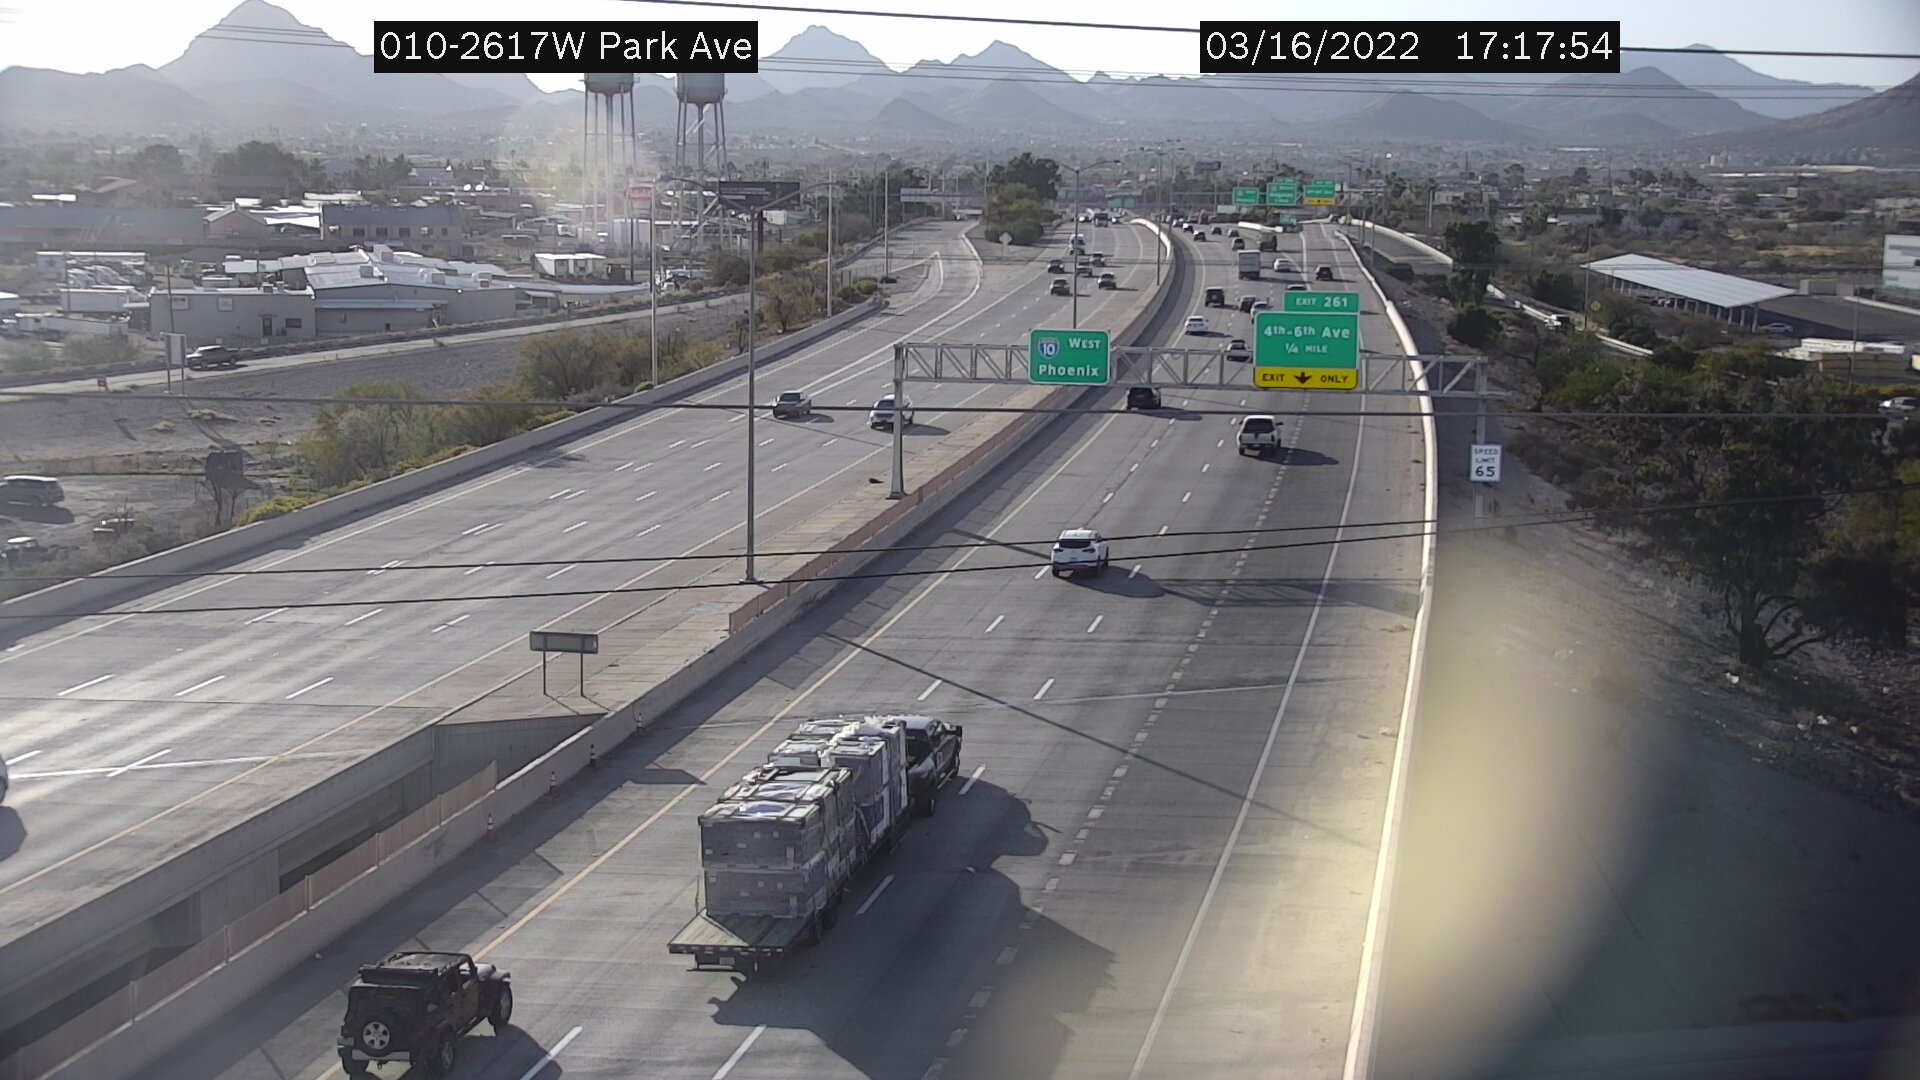 010-2617W Park Ave
03/16/2022 17:17:54
EXIT 261
4th-6th Ave
1/4 MILE
EXIT ONLY
10 WEST
Phoenix
SPEED
LIMIT
65